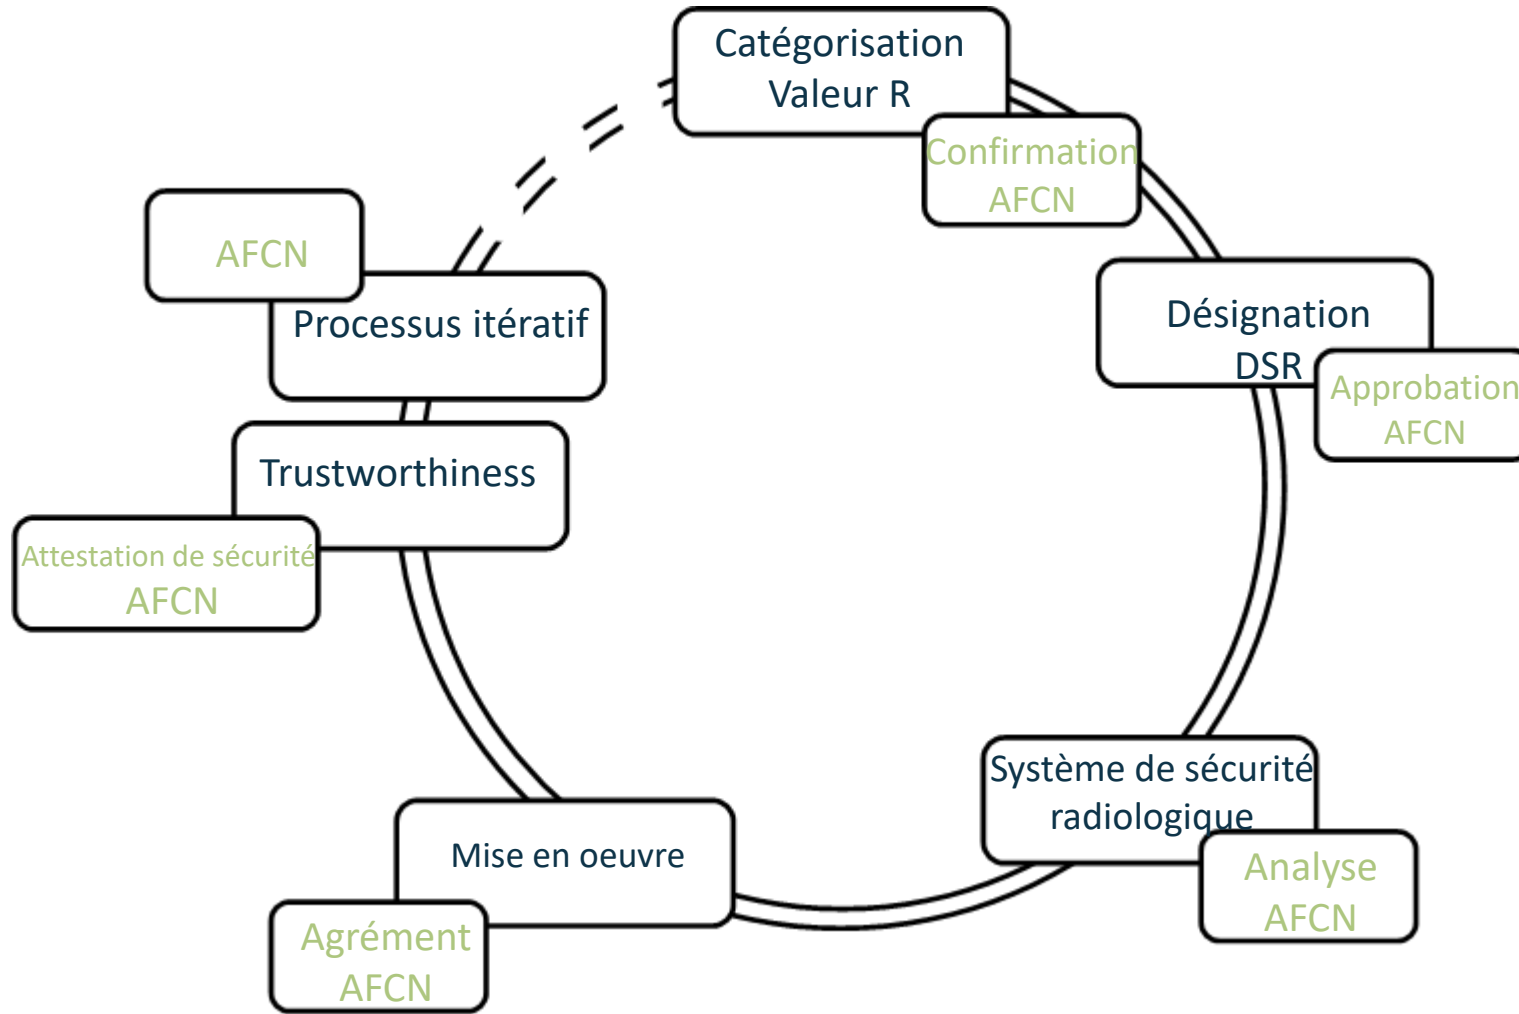 Catégorisation
Valeur R
Confirmation
AFCN
Désignation
DSR
Approbation
AFCN
Système de sécurité
radiologique
Analyse
AFCN
Mise en oeuvre
Agrément
AFCN
Trustworthiness
Attestation de sécurité
AFCN
AFCN
Processus itératif